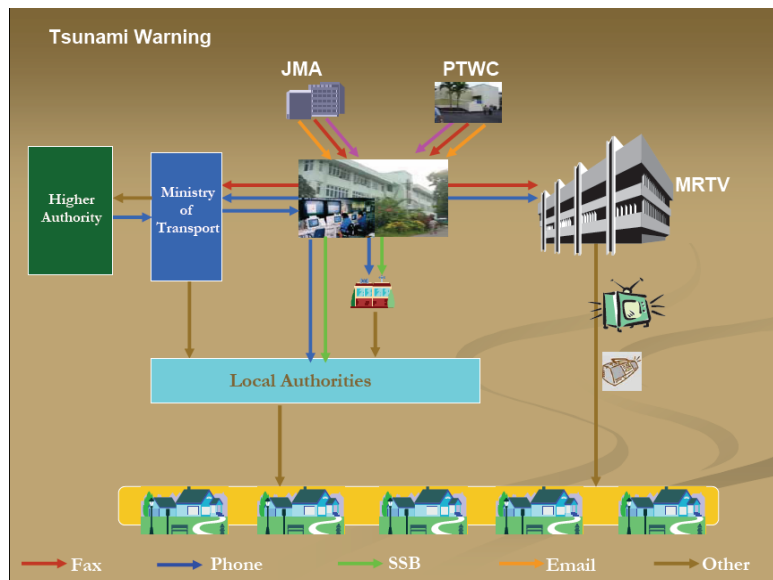 Tsunami Warning
JMA
PTWC
Higher
Authority
Ministry
of
Transport
MRTV
Local Authorities
Fax
Phone
SSB
Email
Other